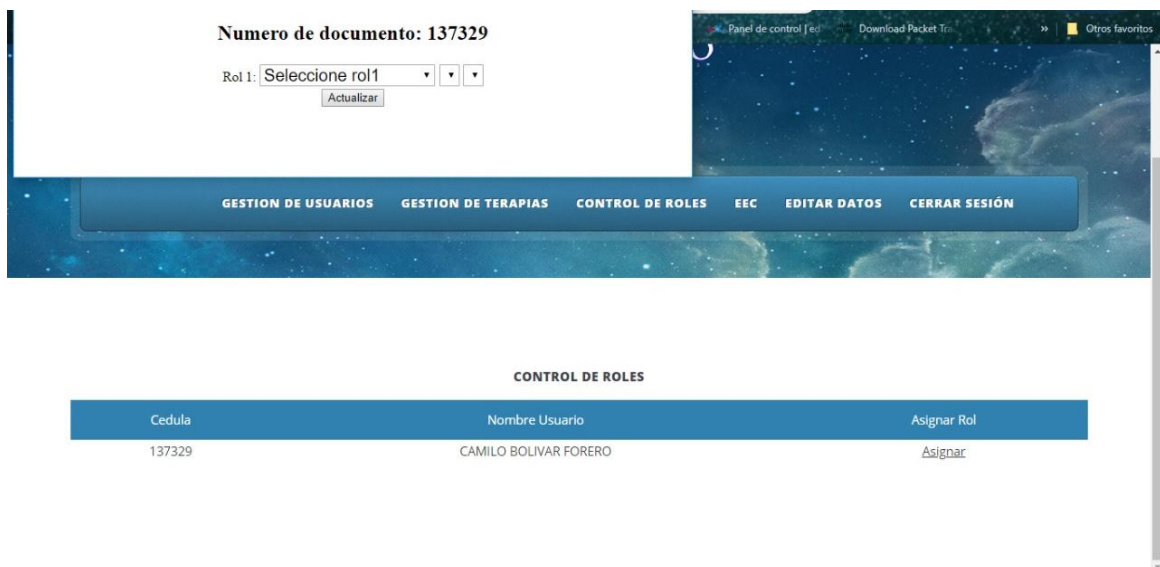 Numero de documento: 137329
Rol 1: Seleccione rol1
Actualizar
Panel de control | ed Download Packet Tra » Otros favoritos
GESTION DE USUARIOS GESTION DE TERAPIAS CONTROL DE ROLES EEC EDITAR DATOS CERRAR SESIÓN
CONTROL DE ROLES
Cedula Nombre Usuario Asignar Rol
137329 CAMILO BOLIVAR FORERO Asignar